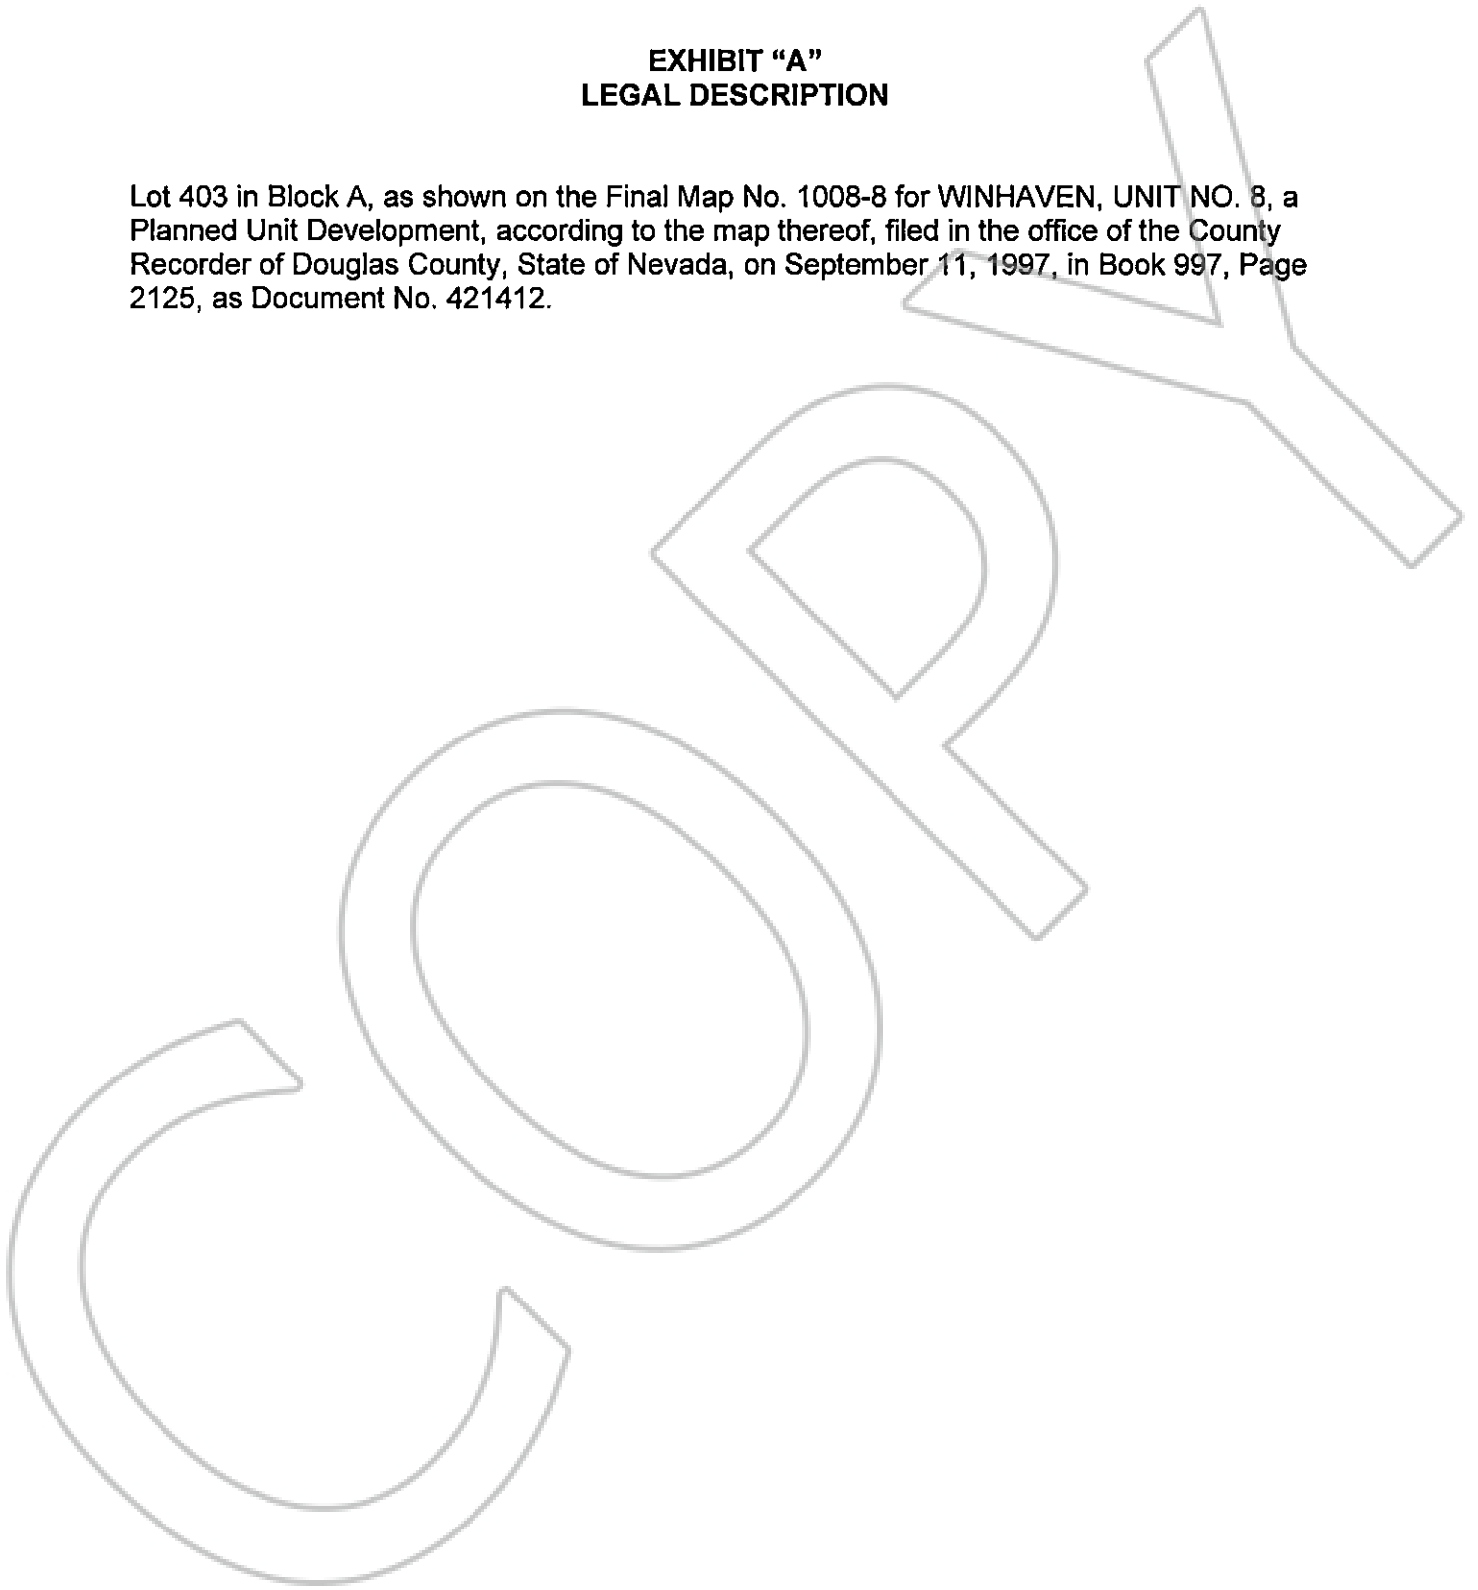 EXHIBIT “A”
LEGAL DESCRIPTION
Lot 403 in Block A, as shown on the Final Map No. 1008-8 for WINHAVEN, UNIT NO. 8, a
Planned Unit Development, according to the map thereof, filed in the office of the County
Recorder of Douglas County, State of Nevada, on September 11, 1997, in Book 997, Page
2125, as Document No. 421412.
COPY